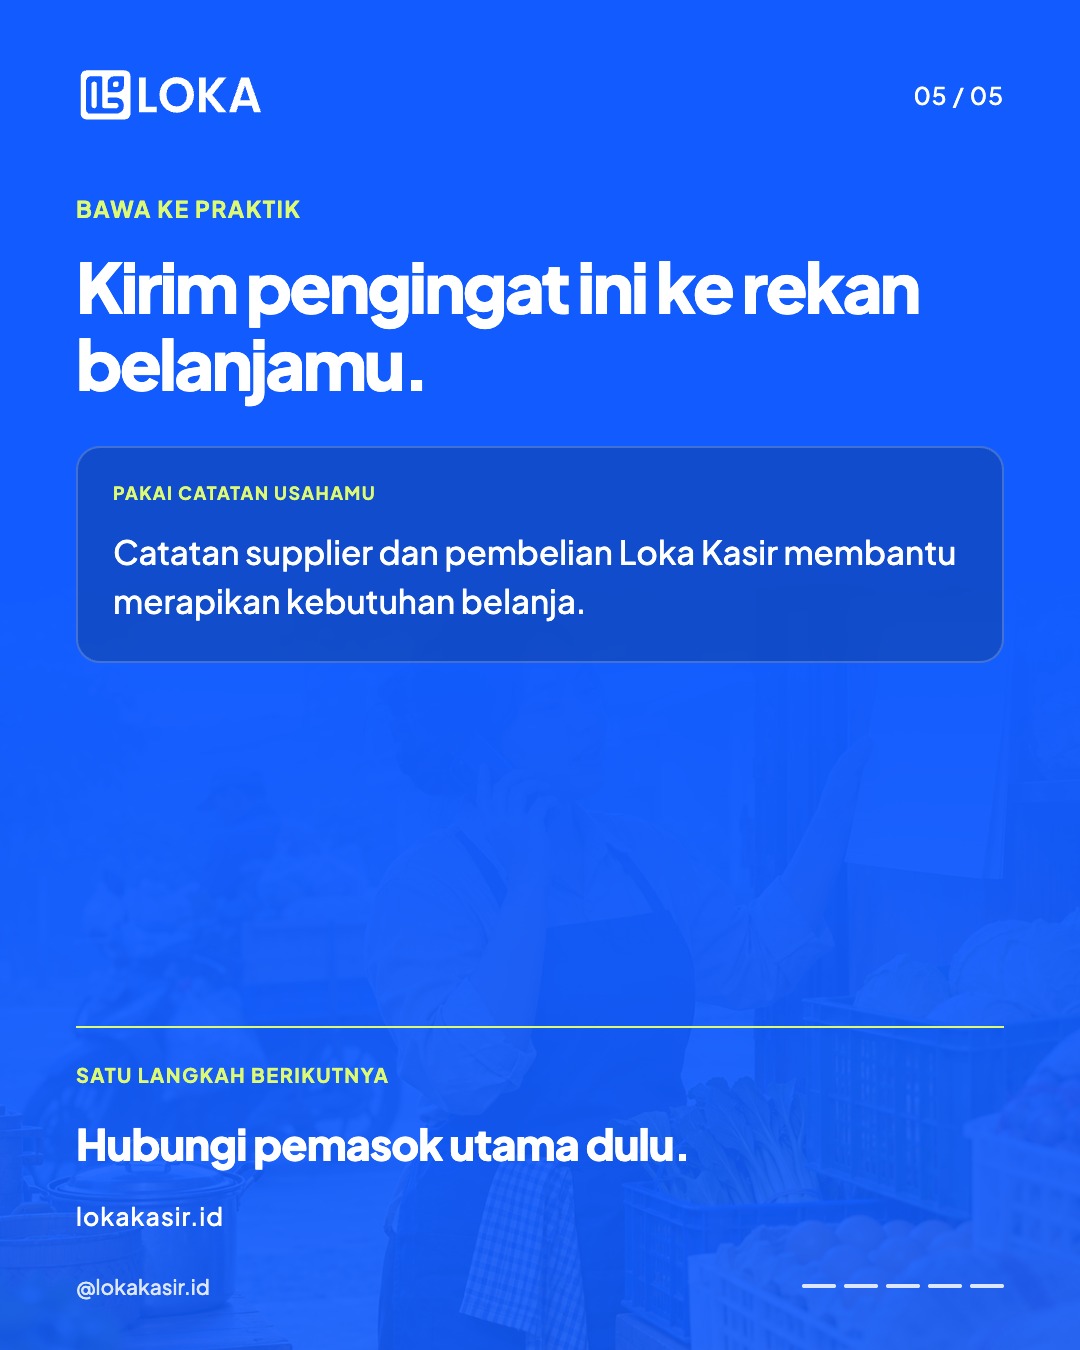 LOKA
05 / 05
BAWA KE PRAKTIK
Kirim pengingat ini ke rekan
belanjamu.
PAKAI CATATAN USAHAMU
Catatan supplier dan pembelian Loka Kasir membantu
merapikan kebutuhan belanja.
SATU LANGKAH BERIKUTNYA
Hubungi pemasok utama dulu.
lokakasir.id
@lokakasir.id